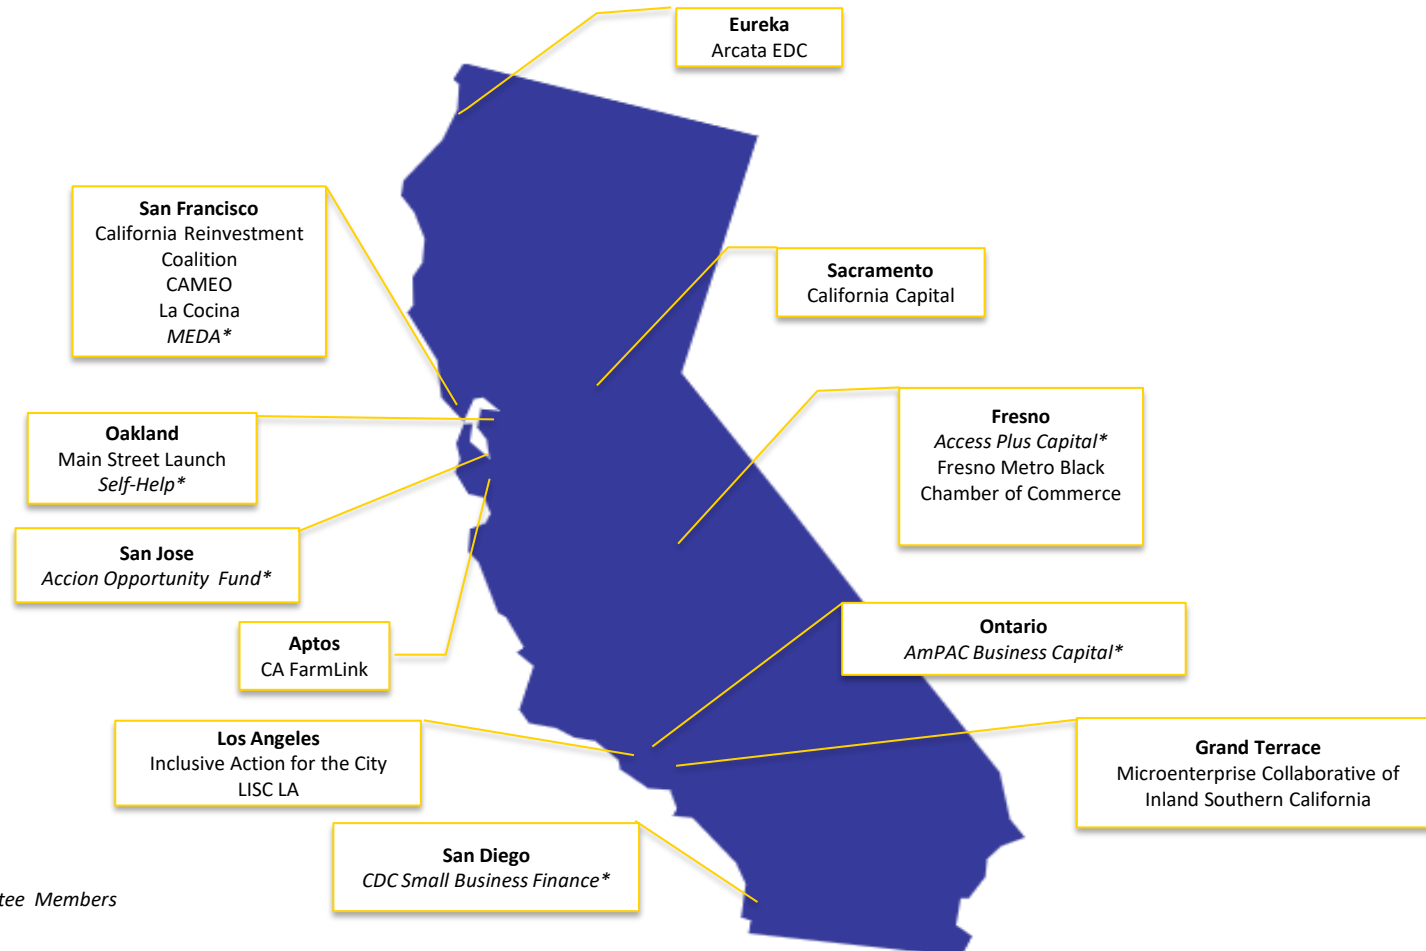 Eureka
Arcata EDC
San Francisco
California Reinvestment
Coalition
CAMEO
La Cocina
MEDA*
Sacramento
California Capital
Oakland
Main Street Launch
Self-Help*
Fresno
Access Plus Capital*
Fresno Metro Black
Chamber of Commerce
San Jose
Accion Opportunity Fund*
Aptos
CA FarmLink
Ontario
AmPAC Business Capital*
Los Angeles
Inclusive Action for the City
LISC LA
Grand Terrace
Microenterprise Collaborative of
Inland Southern California
San Diego
CDC Small Business Finance*
Members